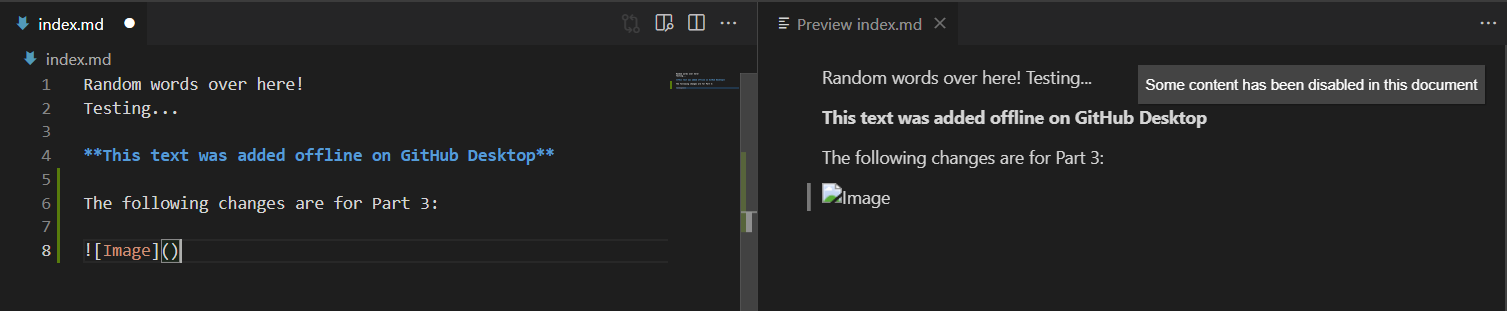 index.md
index.md
1 Random words over here!
2 Testing...
3
4 **This text was added offline on GitHub Desktop**
5
6 The following changes are for Part 3:
7
8 ![Image]()
Preview index.md
Random words over here! Testing...
Some content has been disabled in this document
This text was added offline on GitHub Desktop
The following changes are for Part 3:
Image